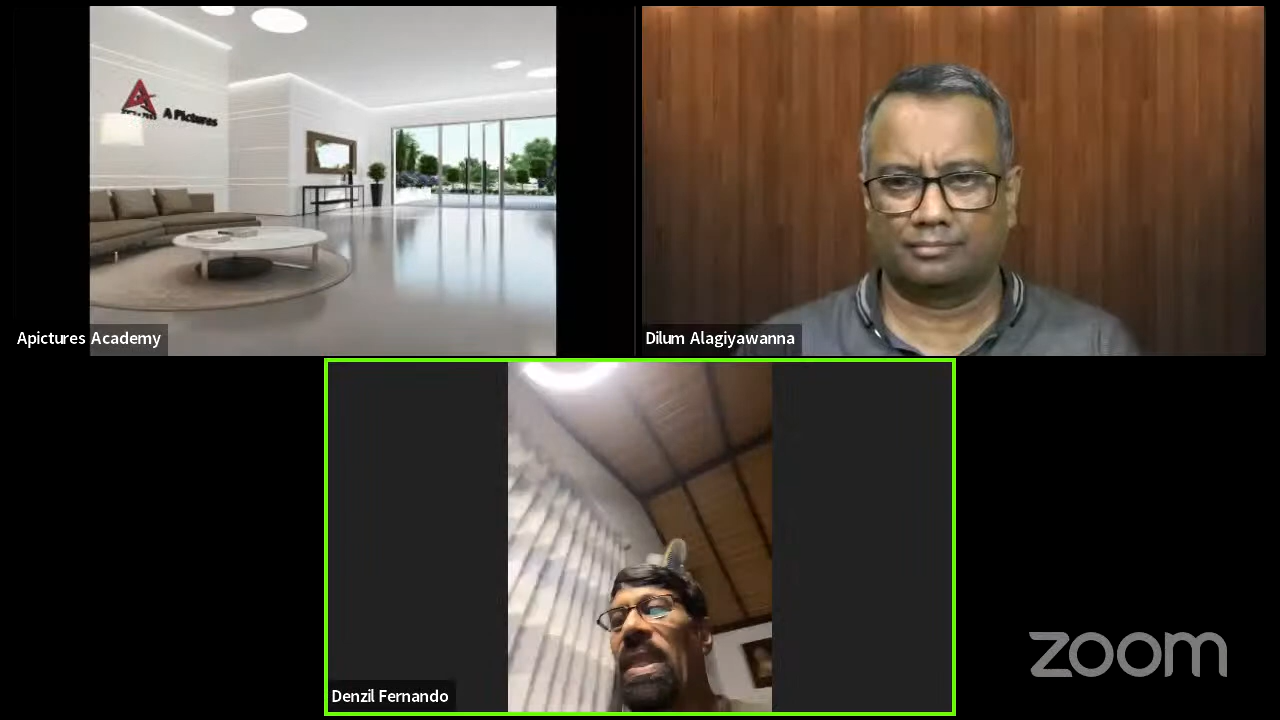 A Pictures
Apictures Academy
Dilum Alagiyawanna
Denzil Fernando
zoom